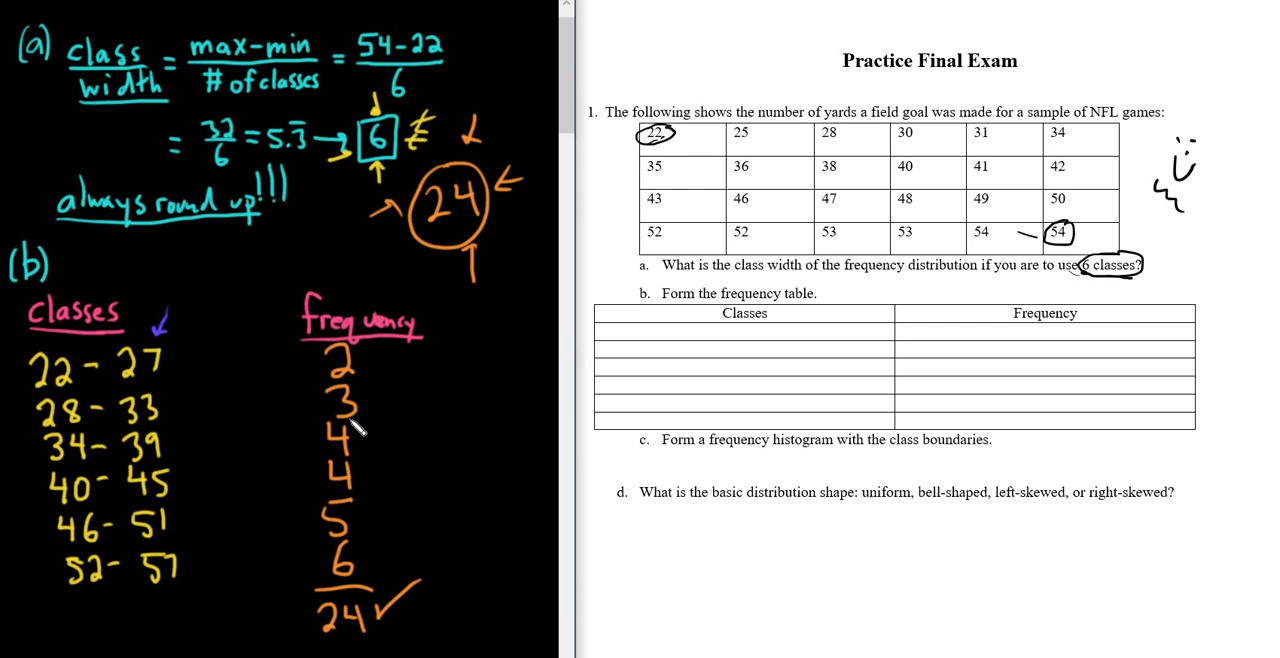 (a) class width = max-min / # of classes = 54-22 / 6
= 32/6 = 5.3̅ → 6
always round up!!!
24
(b)
classes frequency
22 - 27 2
28 - 33 3
34 - 39 4
40 - 45 4
46 - 51 5
52 - 57 6
24 ✓
Practice Final Exam
1. The following shows the number of yards a field goal was made for a sample of NFL games:
22 25 28 30 31 34
35 36 38 40 41 42
43 46 47 48 49 50
52 52 53 53 54 54
a. What is the class width of the frequency distribution if you are to use 6 classes?
b. Form the frequency table.
Classes Frequency
c. Form a frequency histogram with the class boundaries.
d. What is the basic distribution shape: uniform, bell-shaped, left-skewed, or right-skewed?